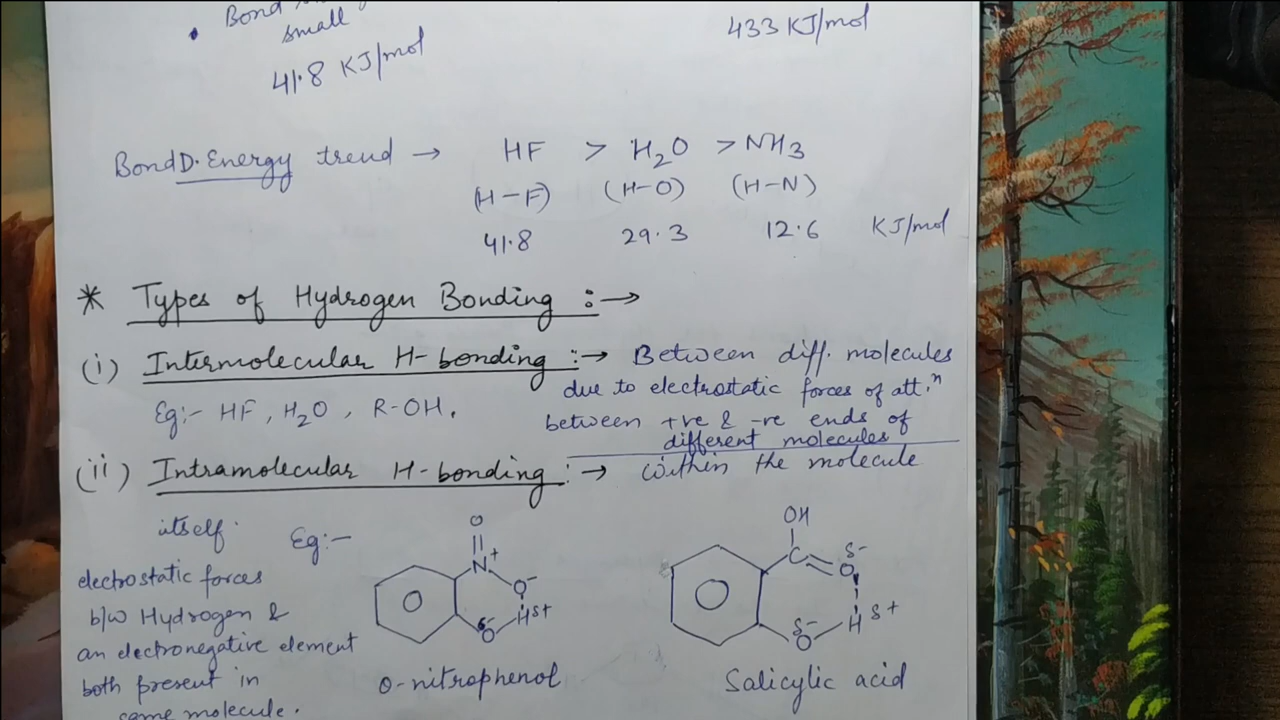 • Bond
small
41.8 KJ/mol
433 KJ/mol
Bond D. Energy trend → HF > H₂O > NH₃
(H-F) (H-O) (H-N)
41.8 29.3 12.6 KJ/mol
* Types of Hydrogen Bonding :→
(i) Intermolecular H-bonding :→ Between diff. molecules
due to electrostatic forces of att.ⁿ
Eg:- HF, H₂O, R-OH.
between +ve & -ve ends of
different molecules
(ii) Intramolecular H-bonding :→ within the molecule
itself. Eg:-
electrostatic forces
b/w Hydrogen &
an electronegative element
both present in
same molecule.
O
N⁺
O⁻
H δ+
δ⁻ O
O-nitrophenol
OH
C
δ-
O
H δ+
δ-
O
Salicylic acid